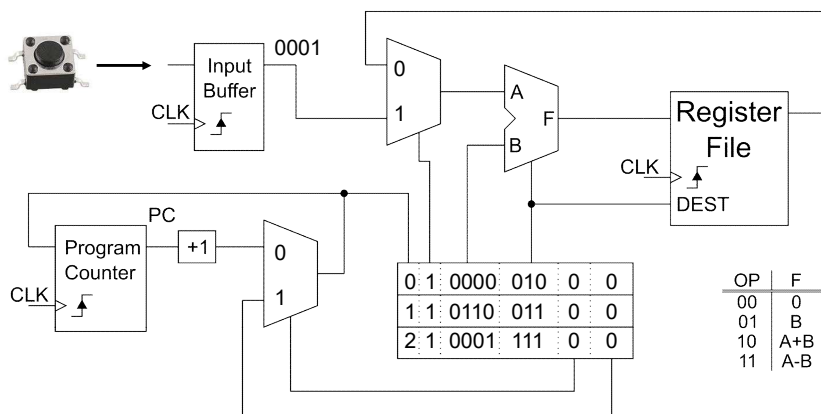 Input
Buffer
CLK
0001
0
1
A
B
F
Register
File
CLK
DEST
PC
Program
Counter
CLK
+1
0
1
0 1 0000 010 0 0
1 1 0110 011 0 0
2 1 0001 111 0 0
OP F
00 0
01 B
10 A+B
11 A-B